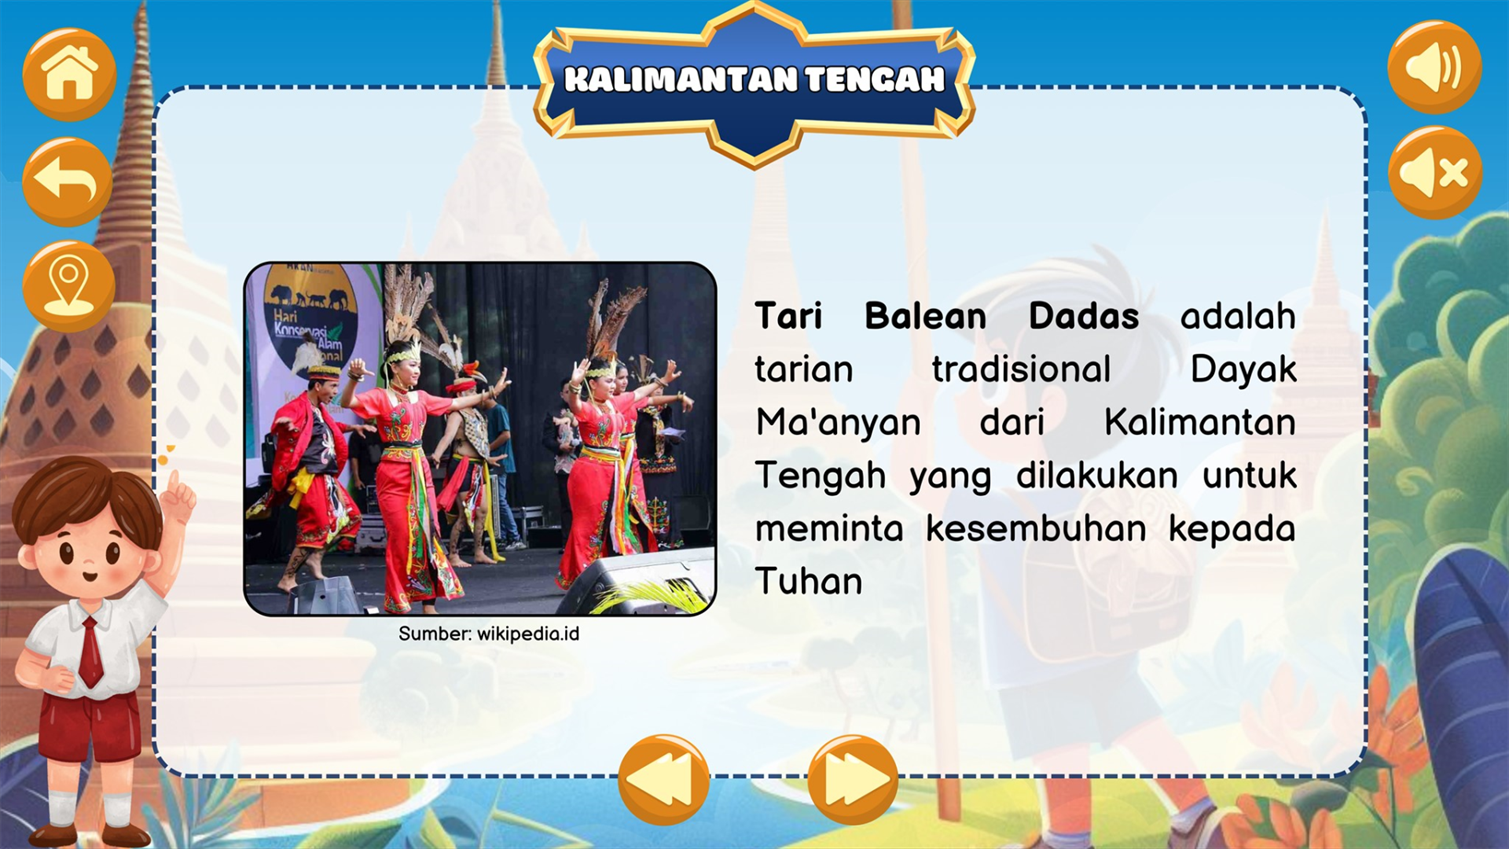 KALIMANTAN TENGAH
Hari
Konservasi
Alam
Tari Balean Dadas adalah
tarian tradisional Dayak
Ma'anyan dari Kalimantan
Tengah yang dilakukan untuk
meminta kesembuhan kepada
Tuhan
Sumber: wikipedia.id